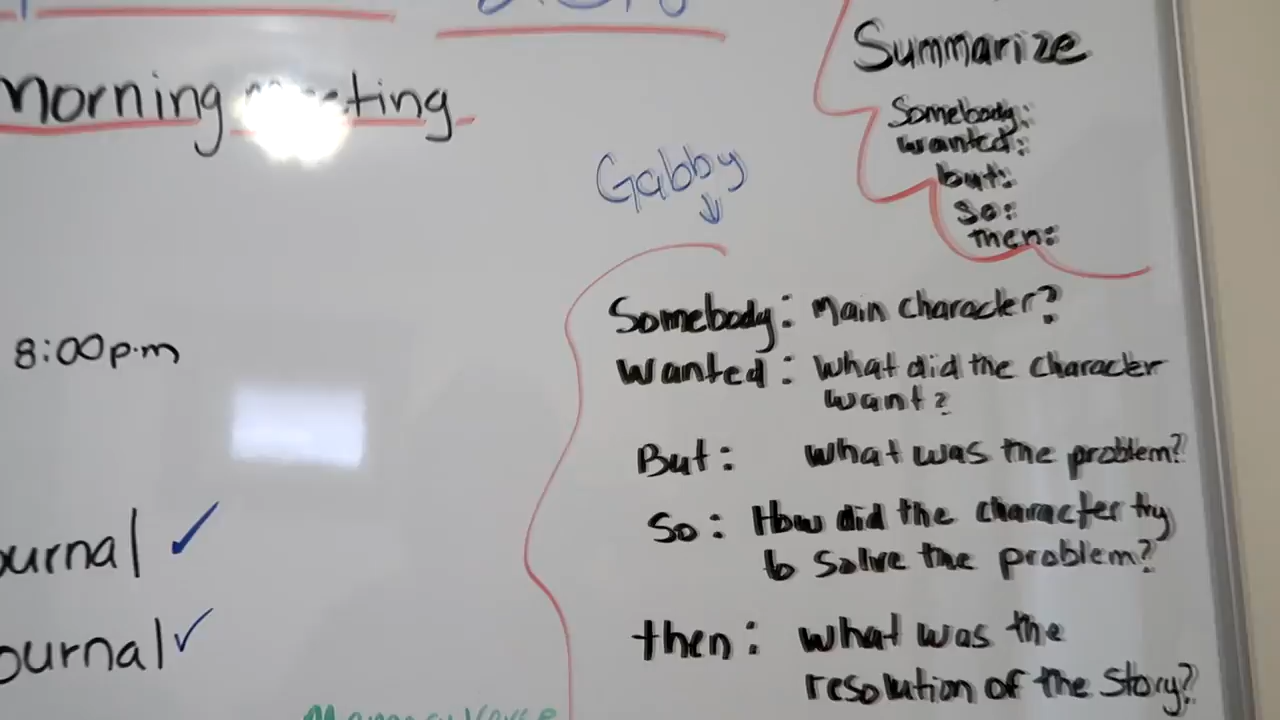 Morning meeting
8:00p.m
ournal ✓
ournal ✓
Summarize
Somebody:
wanted:
but:
so:
then:
Gabby
↓
Somebody: Main character?
Wanted: What did the character
want?
But: what was the problem?
So: How did the character try
to solve the problem?
then: what was the
resolution of the story?